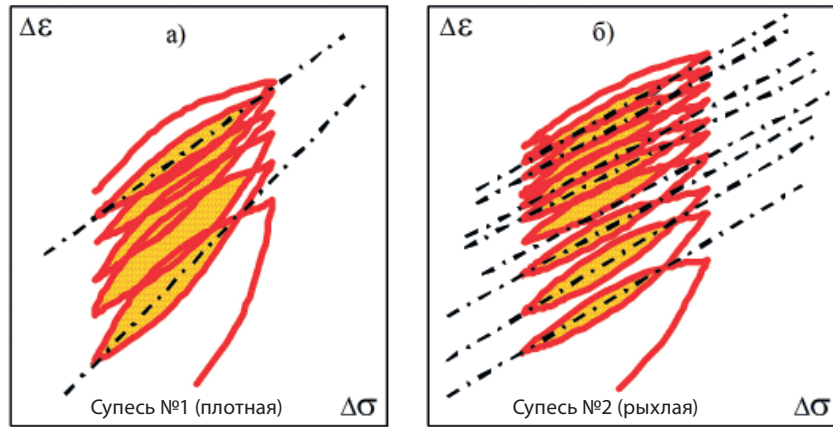 Δε
а)
Супесь №1 (плотная)
Δσ
Δε
б)
Супесь №2 (рыхлая)
Δσ